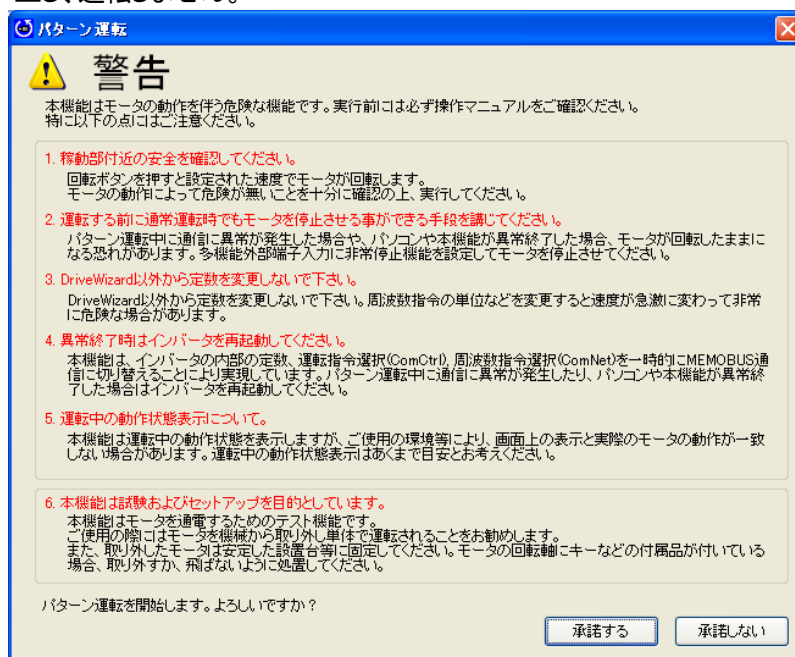 パターン運転
警告
本機能はモータの動作を伴う危険な機能です。実行前には必ず操作マニュアルをご確認ください。
特に以下の点にはご注意ください。
1. 稼動部付近の安全を確認してください。
回転ボタンを押すと設定された速度でモータが回転します。
モータの動作によって危険が無いことを十分に確認の上、実行してください。
2. 運転する前に通常運転時でもモータを停止させる事ができる手段を講じてください。
パターン運転中に通信に異常が発生した場合や、パソコンや本機能が異常終了した場合、モータが回転したままに
なる恐れがあります。多機能外部端子入力に非常停止機能を設定してモータを停止させてください。
3. DriveWizard以外から定数を変更しないで下さい。
DriveWizard以外から定数を変更しないで下さい。周波数指令の単位などを変更すると速度が急激に変わって非常
に危険な場合があります。
4. 異常終了時はインバータを再起動してください。
本機能は、インバータの内部の定数、運転指令選択(ComCtrl), 周波数指令選択(ComNet)を一時的にMEMOBUS通
信に切り替えることにより実現しています。パターン運転中に通信に異常が発生したり、パソコンや本機能が異常終
了した場合はインバータを再起動してください。
5. 運転中の動作状態表示について。
本機能は運転中の動作状態を表示しますが、ご使用の環境等により、画面上の表示と実際のモータの動作が一致
しない場合があります。運転中の動作状態表示はあくまで目安とお考えください。
6. 本機能は試験およびセットアップを目的としています。
本機能はモータを通電するためのテスト機能です。
ご使用の際にはモータを機械から取り外し単体で運転されることをお勧めします。
また、取り外したモータは安定した設置台等に固定してください。モータの回転軸にキーなどの付属品が付いている
場合、取り外すか、飛ばないように処置してください。
パターン運転を開始します。よろしいですか?
承諾する
承諾しない